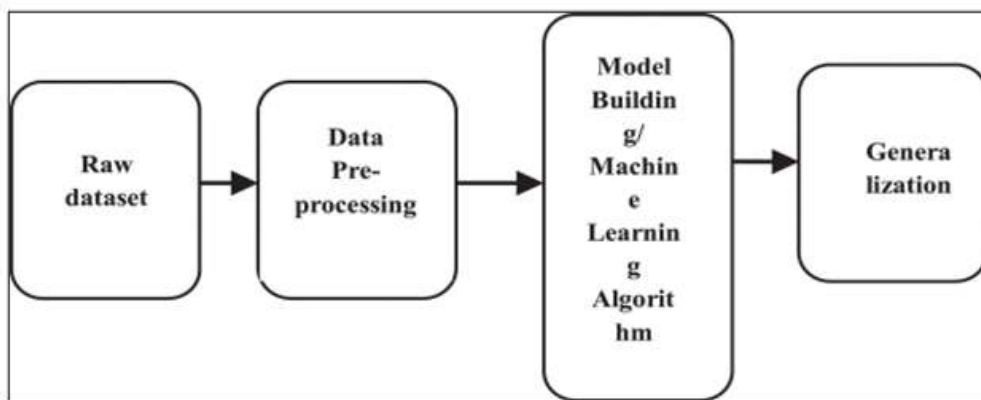 Raw
dataset
Data
Pre-
processing
Model
Buildin
g/
Machin
e
Learnin
g
Algorit
hm
Genera
lization